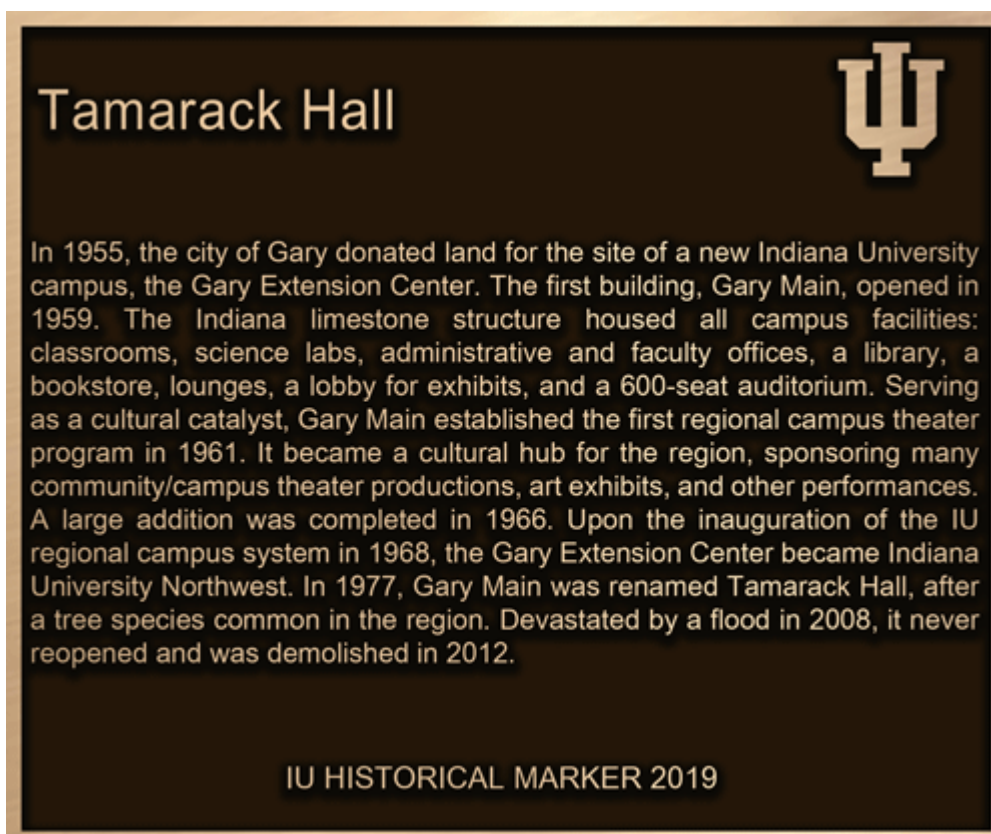 Tamarack Hall
In 1955, the city of Gary donated land for the site of a new Indiana University
campus, the Gary Extension Center. The first building, Gary Main, opened in
1959. The Indiana limestone structure housed all campus facilities:
classrooms, science labs, administrative and faculty offices, a library, a
bookstore, lounges, a lobby for exhibits, and a 600-seat auditorium. Serving
as a cultural catalyst, Gary Main established the first regional campus theater
program in 1961. It became a cultural hub for the region, sponsoring many
community/campus theater productions, art exhibits, and other performances.
A large addition was completed in 1966. Upon the inauguration of the IU
regional campus system in 1968, the Gary Extension Center became Indiana
University Northwest. In 1977, Gary Main was renamed Tamarack Hall, after
a tree species common in the region. Devastated by a flood in 2008, it never
reopened and was demolished in 2012.
IU HISTORICAL MARKER 2019